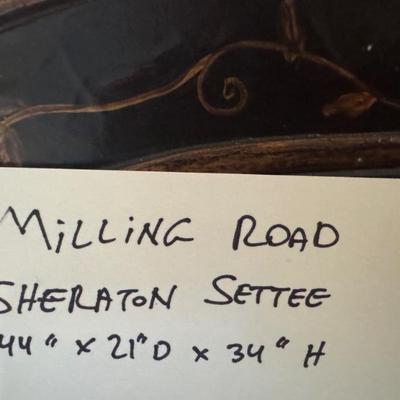 MILLING ROAD
SHERATON SETTEE
44" x 21"D x 34" H